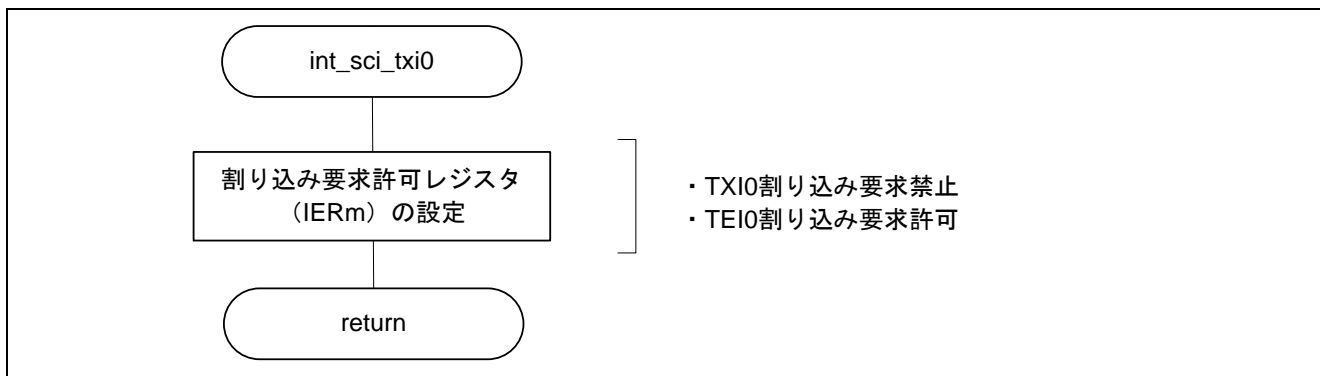 int_sci_txi0
割り込み要求許可レジスタ
（IERm）の設定
・TXI0割り込み要求禁止
・TEI0割り込み要求許可
return